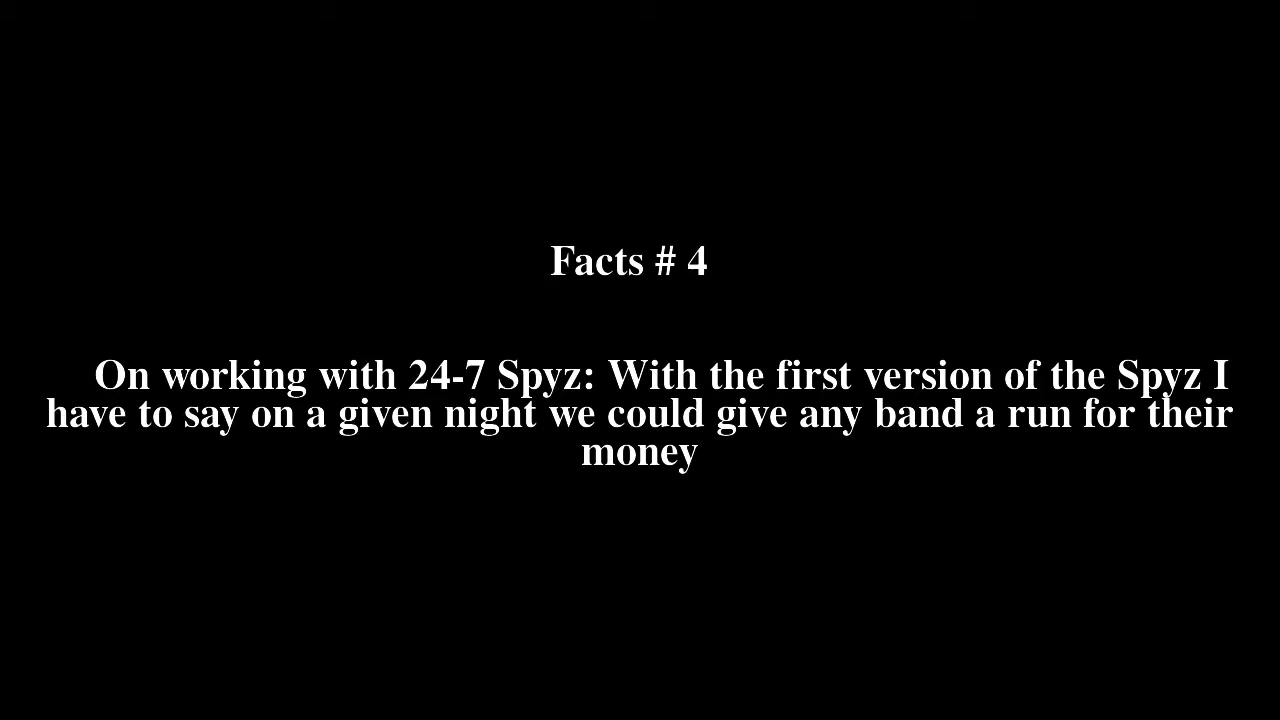 Facts # 4
On working with 24-7 Spyz: With the first version of the Spyz I
have to say on a given night we could give any band a run for their
money